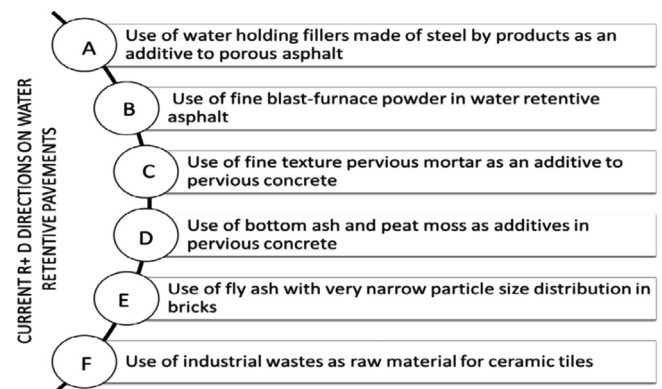 CURRENT R+ D DIRECTIONS ON WATER
RETENTIVE PAVEMENTS
A
Use of water holding fillers made of steel by products as an
additive to porous asphalt
B
Use of fine blast-furnace powder in water retentive
asphalt
C
Use of fine texture pervious mortar as an additive to
pervious concrete
D
Use of bottom ash and peat moss as additives in
pervious concrete
E
Use of fly ash with very narrow particle size distribution in
bricks
F
Use of industrial wastes as raw material for ceramic tiles